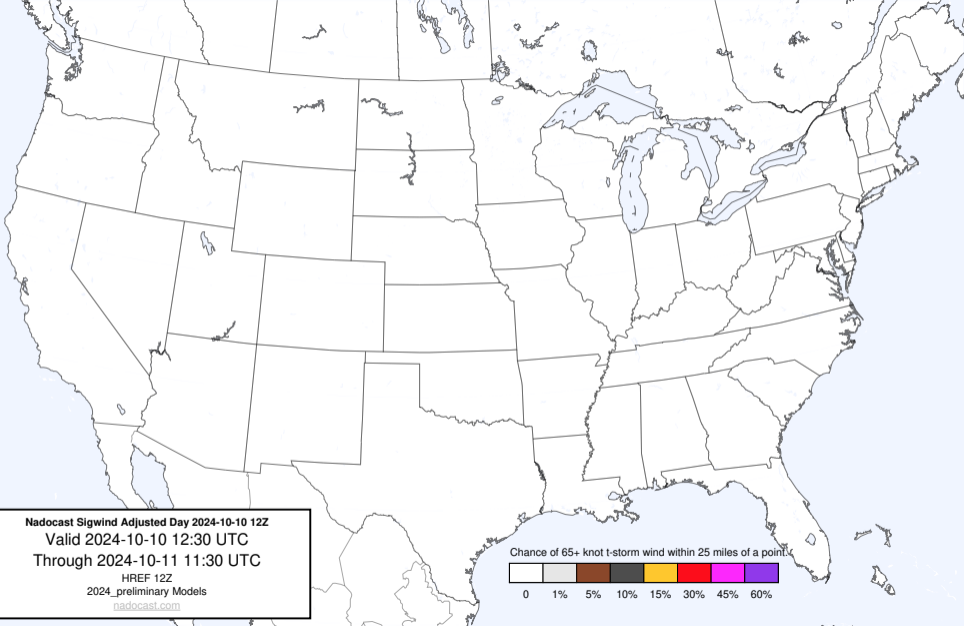 Nadocast Sigwind Adjusted Day 2024-10-10 12Z
Valid 2024-10-10 12:30 UTC
Through 2024-10-11 11:30 UTC
HREF 12Z
2024_preliminary Models
nadocast.com
Chance of 65+ knot t-storm wind within 25 miles of a point.
0 1% 5% 10% 15% 30% 45% 60%